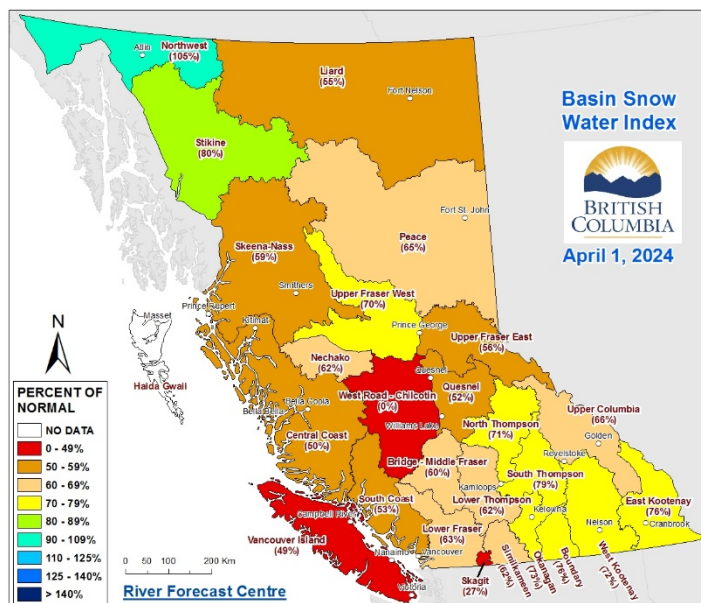 Atlin
Northwest
(105%)
Liard
(55%)
Fort Nelson
Basin Snow
Water Index
BRITISH
COLUMBIA
April 1, 2024
Stikine
(80%)
Fort St. John
Peace
(65%)
Skeena-Nass
(59%)
Smithers
Upper Fraser West
(70%)
Prince Rupert
Kitimat
Masset
Prince George
Upper Fraser East
(56%)
N
Nechako
(62%)
Haida Gwaii
Quesnel
West Road - Chilcotin
(0%)
Quesnel
(52%)
Upper Columbia
(66%)
Bella Coola
Bella Bella
Williams Lake
North Thompson
(71%)
Golden
Central Coast
(50%)
Revelstoke
Bridge - Middle Fraser
(60%)
South Thompson
(79%)
Kamloops
South Coast
(53%)
Lower Thompson
(62%)
East Kootenay
(76%)
Campbell River
Kelowna
Cranbrook
Vancouver Island
(49%)
Lower Fraser
(63%)
Nelson
Nanaimo
Vancouver
Victoria
Skagit
(27%)
Similkameen
(62%)
Okanagan
(73%)
Boundary
(76%)
West Kootenay
(72%)
PERCENT OF
NORMAL
NO DATA
0 - 49%
50 - 59%
60 - 69%
70 - 79%
80 - 89%
90 - 109%
110 - 125%
125 - 140%
> 140%
0 50 100 200 Km
River Forecast Centre